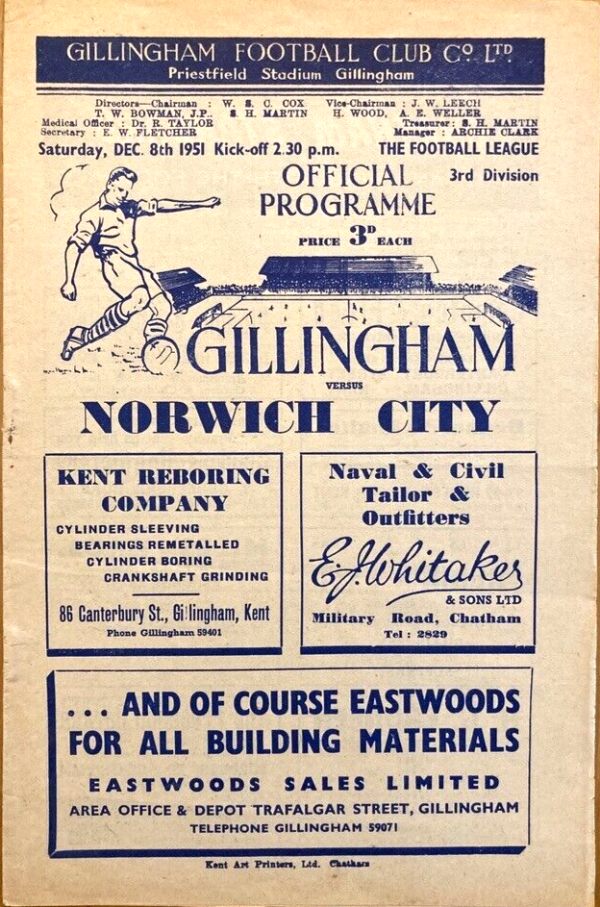 GILLINGHAM FOOTBALL CLUB Co. LTD.
Priestfield Stadium Gillingham
Directors—Chairman : W. S. C. COX Vice-Chairman : J. W. LEECH
T. W. BOWMAN, J.P., S. H. MARTIN H. WOOD, A. E. WELLER
Medical Officer : Dr. R. TAYLOR Treasurer: S. H. MARTIN
Secretary : E. W. FLETCHER Manager : ARCHIE CLARK
Saturday, DEC. 8th 1951 Kick-off 2.30 p.m. THE FOOTBALL LEAGUE
OFFICIAL 3rd Division
PROGRAMME
PRICE 3D EACH
GILLINGHAM
VERSUS
NORWICH CITY
KENT REBORING
COMPANY
CYLINDER SLEEVING
BEARINGS REMETALLED
CYLINDER BORING
CRANKSHAFT GRINDING
86 Canterbury St., Gillingham, Kent
Phone Gillingham 59401
Naval & Civil
Tailor &
Outfitters
E. J. Whitaker
& SONS LTD
Military Road, Chatham
Tel : 2829
... AND OF COURSE EASTWOODS
FOR ALL BUILDING MATERIALS
EASTWOODS SALES LIMITED
AREA OFFICE & DEPOT TRAFALGAR STREET, GILLINGHAM
TELEPHONE GILLINGHAM 59071
Kent Art Printers, Ltd. Chatham